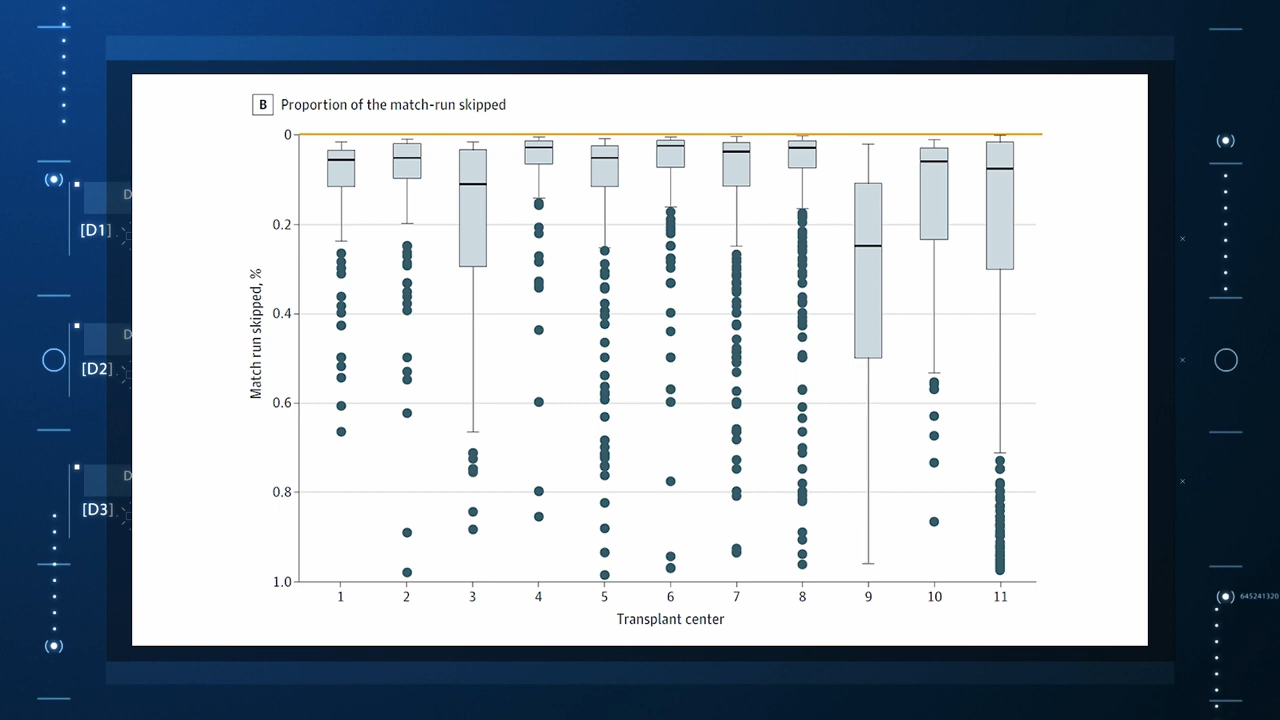 B Proportion of the match-run skipped
Match run skipped, %
0
0.2
0.4
0.6
0.8
1.0
1 2 3 4 5 6 7 8 9 10 11
Transplant center
D
[D1]
D
[D2]
D
[D3]
645241320